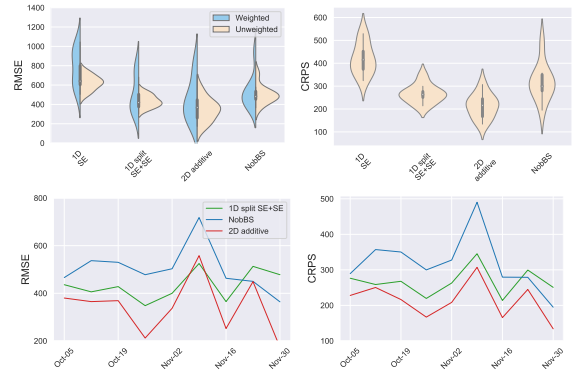 1400
1200
1000
800
600
400
200
0
RMSE
Weighted
Unweighted
1D
SE
1D split
SE+SE
2D additive
NobBS
600
500
400
300
200
100
CRPS
1D
SE
1D split
SE+SE
2D
additive
NobBS
800
600
400
200
RMSE
1D split SE+SE
NobBS
2D additive
Oct-05
Oct-19
Nov-02
Nov-16
Nov-30
500
400
300
200
100
CRPS
Oct-05
Oct-19
Nov-02
Nov-16
Nov-30